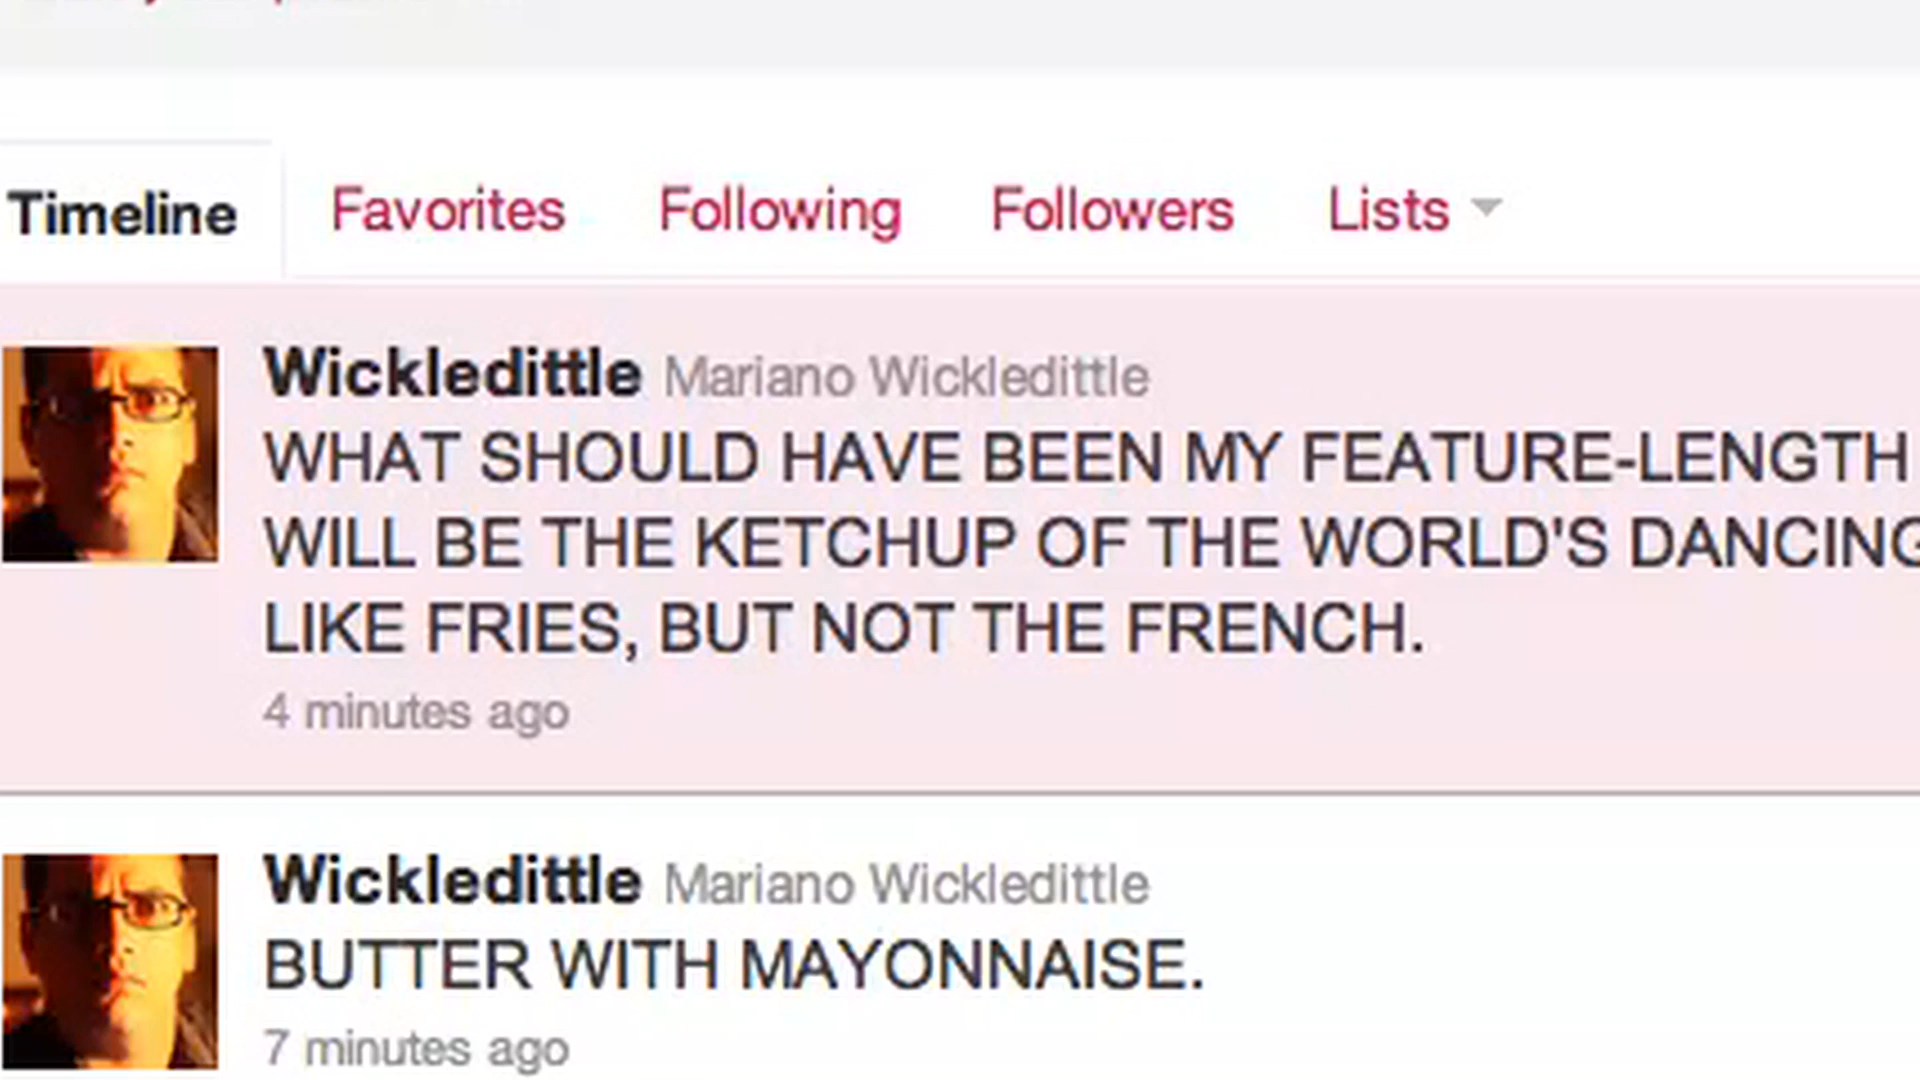 Timeline Favorites Following Followers Lists
Wickledittle Mariano Wickledittle
WHAT SHOULD HAVE BEEN MY FEATURE-LENGTH
WILL BE THE KETCHUP OF THE WORLD'S DANCING
LIKE FRIES, BUT NOT THE FRENCH.
4 minutes ago
Wickledittle Mariano Wickledittle
BUTTER WITH MAYONNAISE.
7 minutes ago